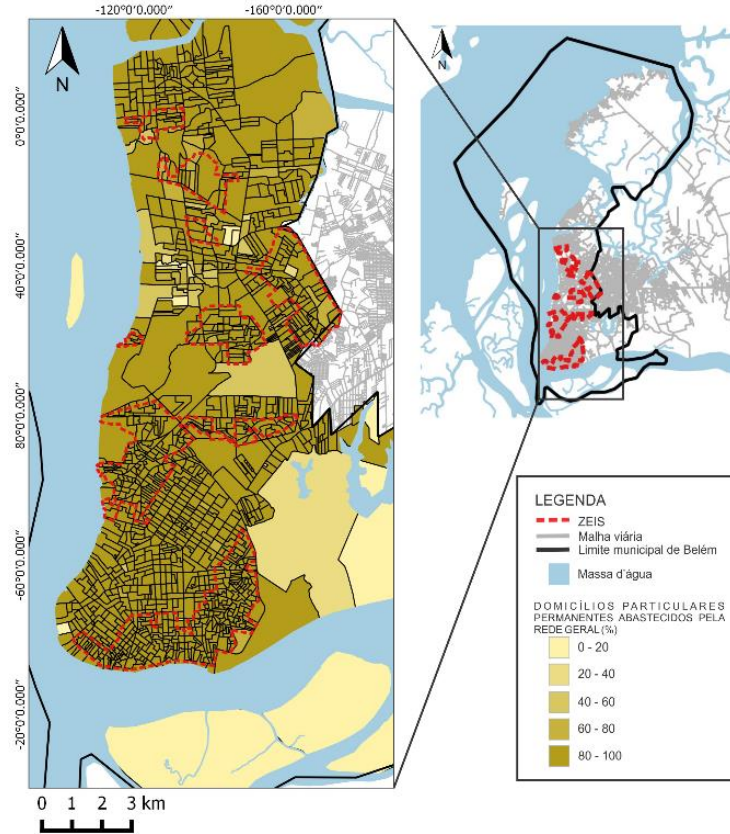 -120°0'0.000" -160°0'0.000"
N
N
0°0'0.000"
40°0'0.000"
80°0'0.000"
-60°0'0.000"
-20°0'0.000"
0 1 2 3 km
LEGENDA
ZEIS
Malha viária
Limite municipal de Belém
Massa d'água
DOMICÍLIOS PARTICULARES
PERMANENTES ABASTECIDOS PELA
REDE GERAL (%)
0 - 20
20 - 40
40 - 60
60 - 80
80 - 100